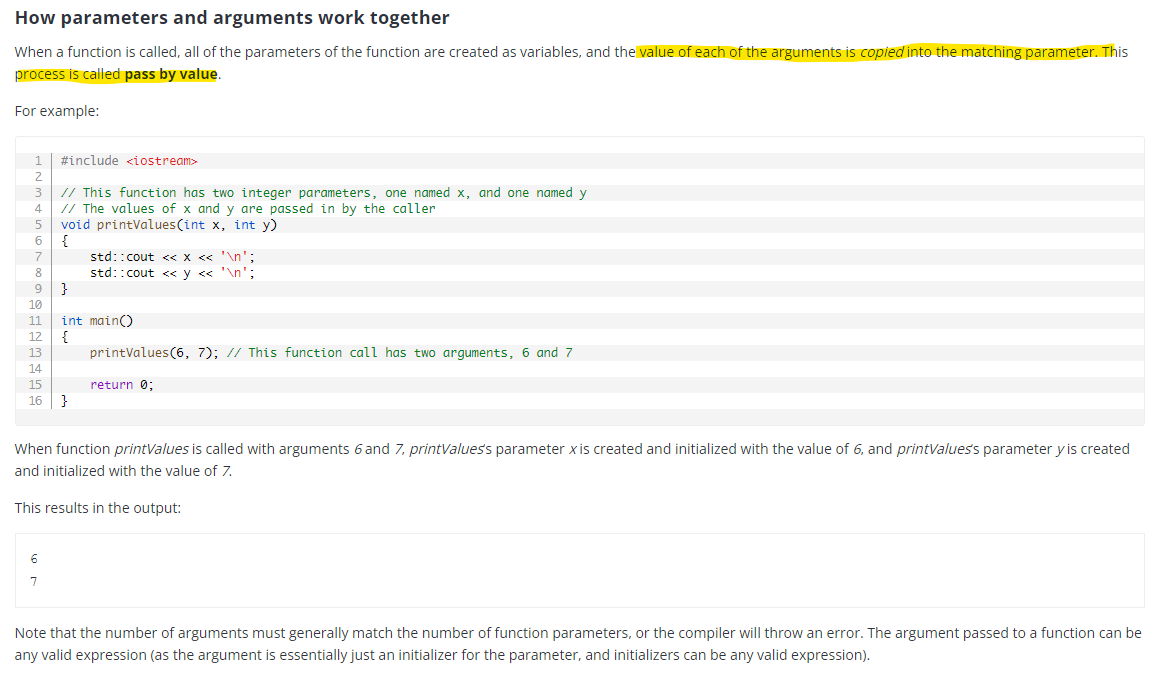 How parameters and arguments work together
When a function is called, all of the parameters of the function are created as variables, and the value of each of the arguments is copied into the matching parameter. This
process is called pass by value.
For example:
1 #include <iostream>
2
3 // This function has two integer parameters, one named x, and one named y
4 // The values of x and y are passed in by the caller
5 void printValues(int x, int y)
6 {
7     std::cout << x << '\n';
8     std::cout << y << '\n';
9 }
10
11 int main()
12 {
13     printValues(6, 7); // This function call has two arguments, 6 and 7
14
15     return 0;
16 }
When function printValues is called with arguments 6 and 7, printValues's parameter x is created and initialized with the value of 6, and printValues's parameter y is created
and initialized with the value of 7.
This results in the output:
6
7
Note that the number of arguments must generally match the number of function parameters, or the compiler will throw an error. The argument passed to a function can be
any valid expression (as the argument is essentially just an initializer for the parameter, and initializers can be any valid expression).